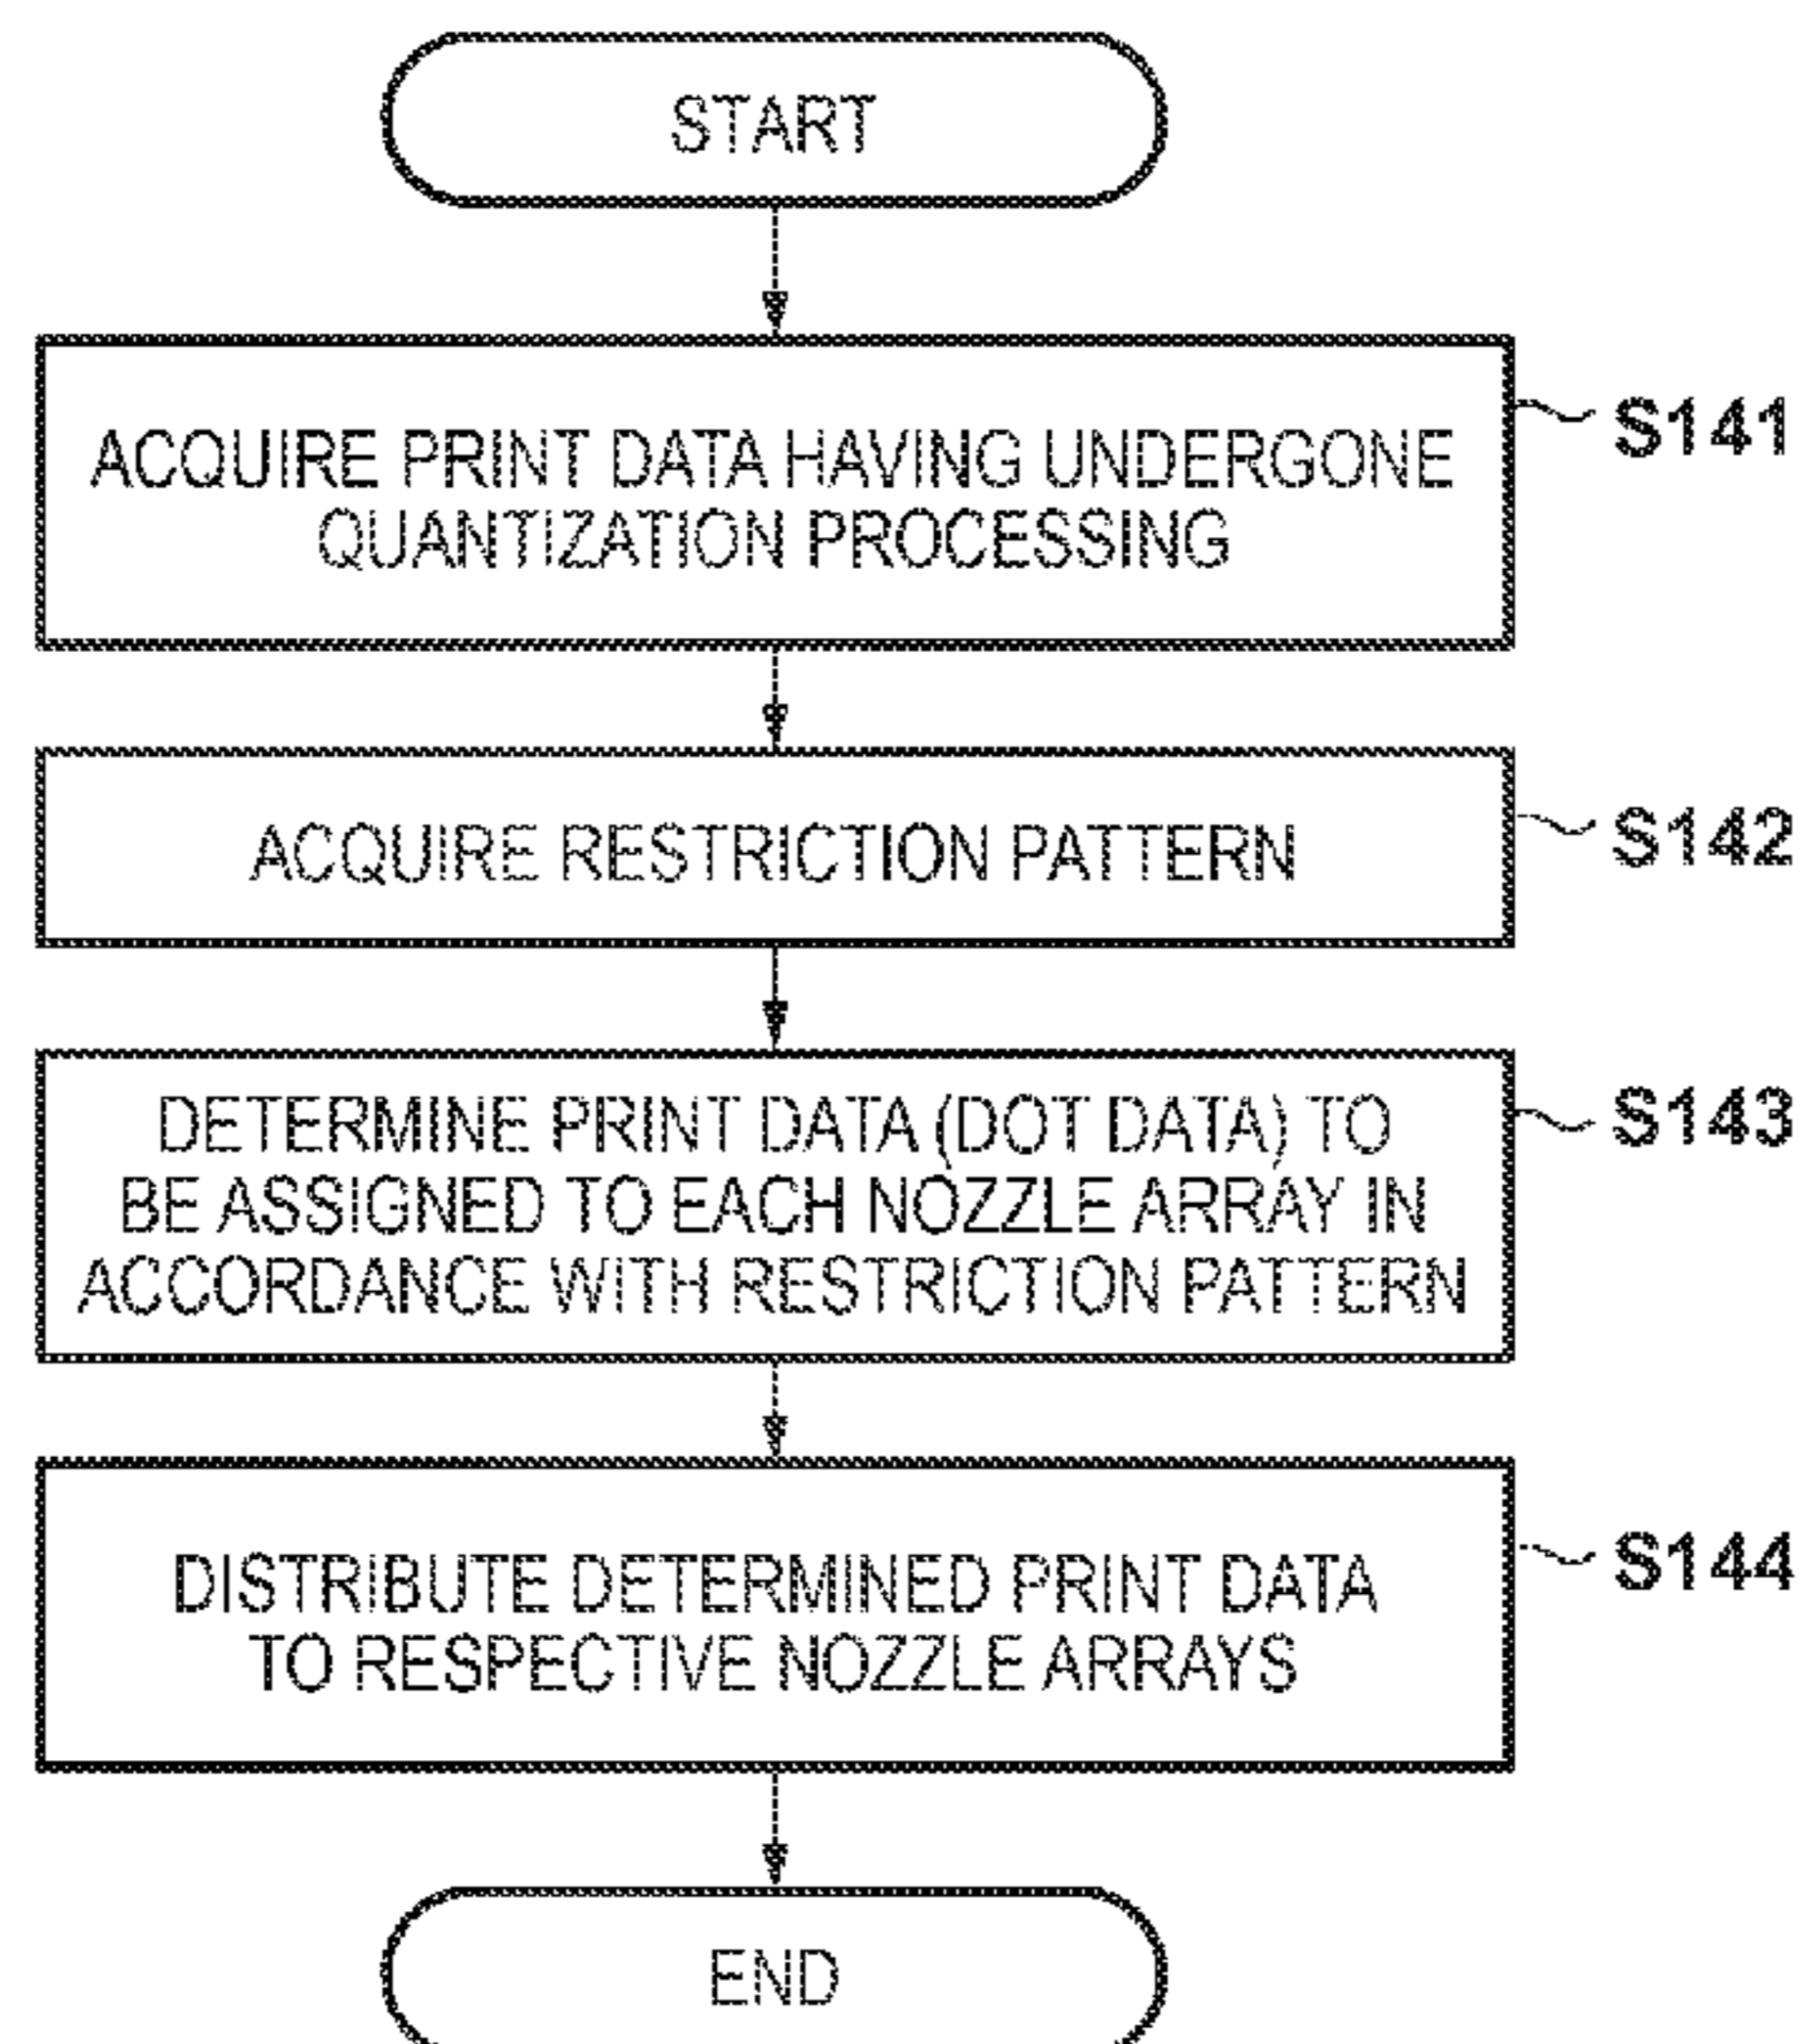 START
ACQUIRE PRINT DATA HAVING UNDERGONE
QUANTIZATION PROCESSING
S141
ACQUIRE RESTRICTION PATTERN
S142
DETERMINE PRINT DATA (DOT DATA) TO
BE ASSIGNED TO EACH NOZZLE ARRAY IN
ACCORDANCE WITH RESTRICTION PATTERN
S143
DISTRIBUTE DETERMINED PRINT DATA
TO RESPECTIVE NOZZLE ARRAYS
S144
END